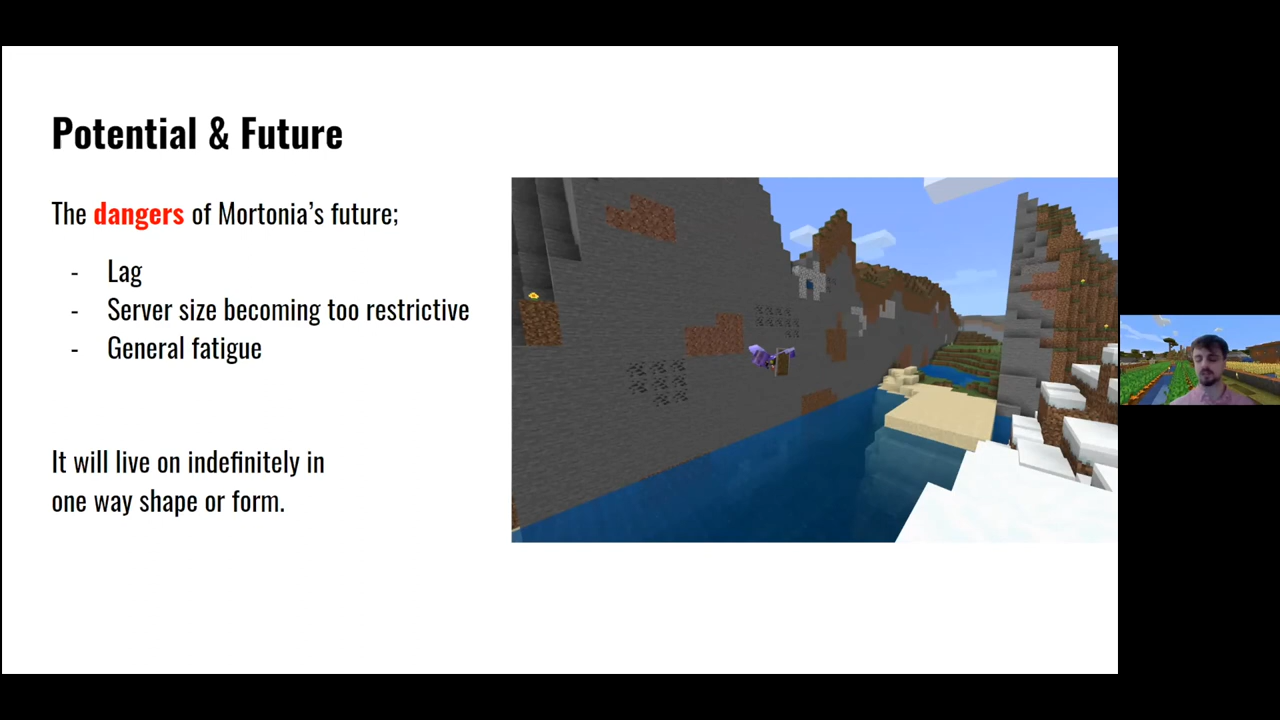 Potential & Future
The dangers of Mortonia's future;
- Lag
- Server size becoming too restrictive
- General fatigue
It will live on indefinitely in
one way shape or form.